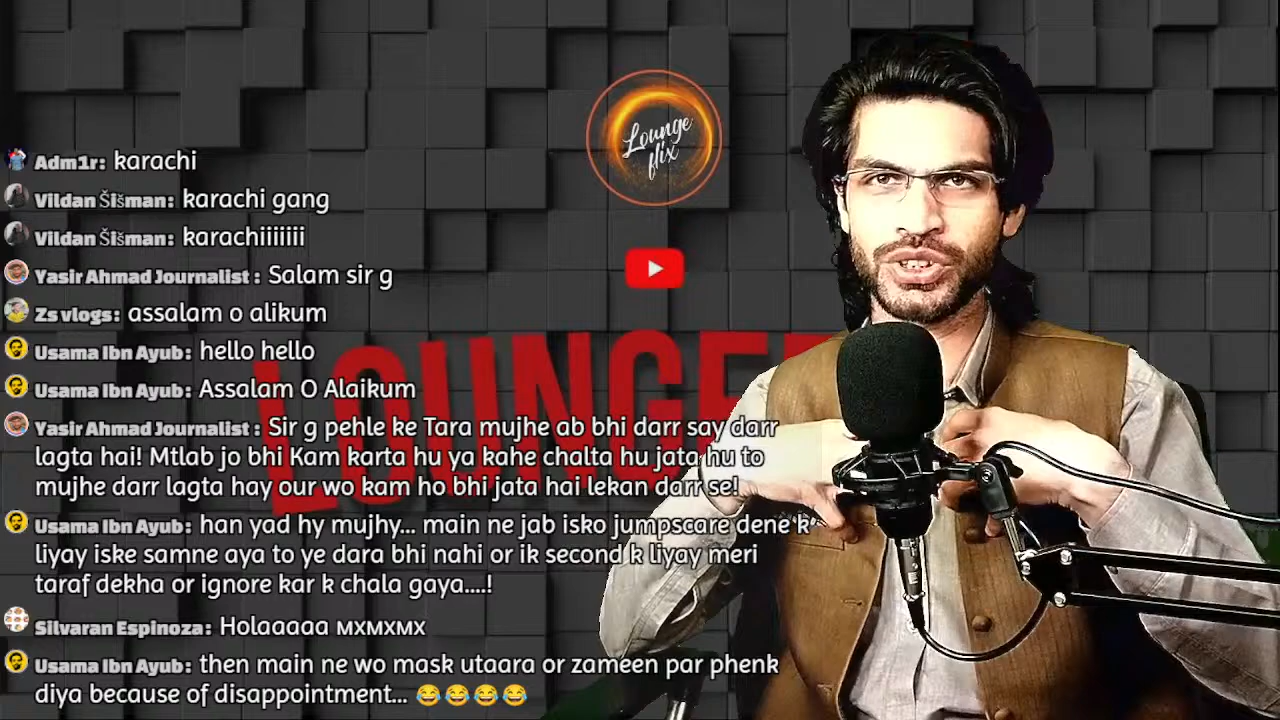 Lounge
flix
Adm1r: karachi
Vildan Šišman: karachi gang
Vildan Šišman: karachiiiiiii
Yasir Ahmad Journalist : Salam sir g
Zs vlogs: assalam o alikum
Usama Ibn Ayub: hello hello
LOUNGE
Usama Ibn Ayub: Assalam O Alaikum
Yasir Ahmad Journalist : Sir g pehle ke Tara mujhe ab bhi darr say darr
lagta hai! Mtlab jo bhi Kam karta hu ya kahe chalta hu jata hu to
mujhe darr lagta hay our wo kam ho bhi jata hai lekan darr se!
Usama Ibn Ayub: han yad hy mujhy... main ne jab isko jumpscare dene k
liyay iske samne aya to ye dara bhi nahi or ik second k liyay meri
taraf dekha or ignore kar k chala gaya....!
Silvaran Espinoza: Holaaaaa ᴍxᴍxᴍx
Usama Ibn Ayub: then main ne wo mask utaara or zameen par phenk
diya because of disappointment... 😂😂😂😂